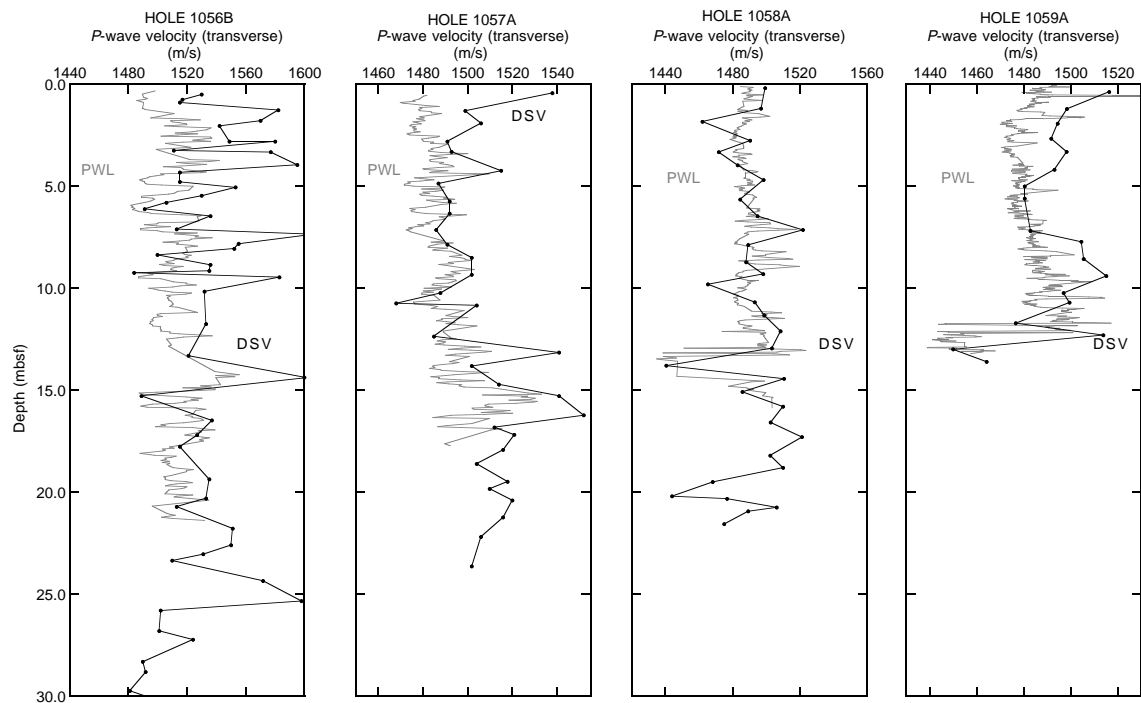 HOLE 1056B
P-wave velocity (transverse)
(m/s)
1440 1480 1520 1560 1600
HOLE 1057A
P-wave velocity (transverse)
(m/s)
1460 1480 1500 1520 1540
HOLE 1058A
P-wave velocity (transverse)
(m/s)
1440 1480 1520 1560
HOLE 1059A
P-wave velocity (transverse)
(m/s)
1440 1460 1480 1500 1520
Depth (mbsf)
0.0
5.0
10.0
15.0
20.0
25.0
30.0
PWL
DSV
PWL
DSV
PWL
DSV
PWL
DSV